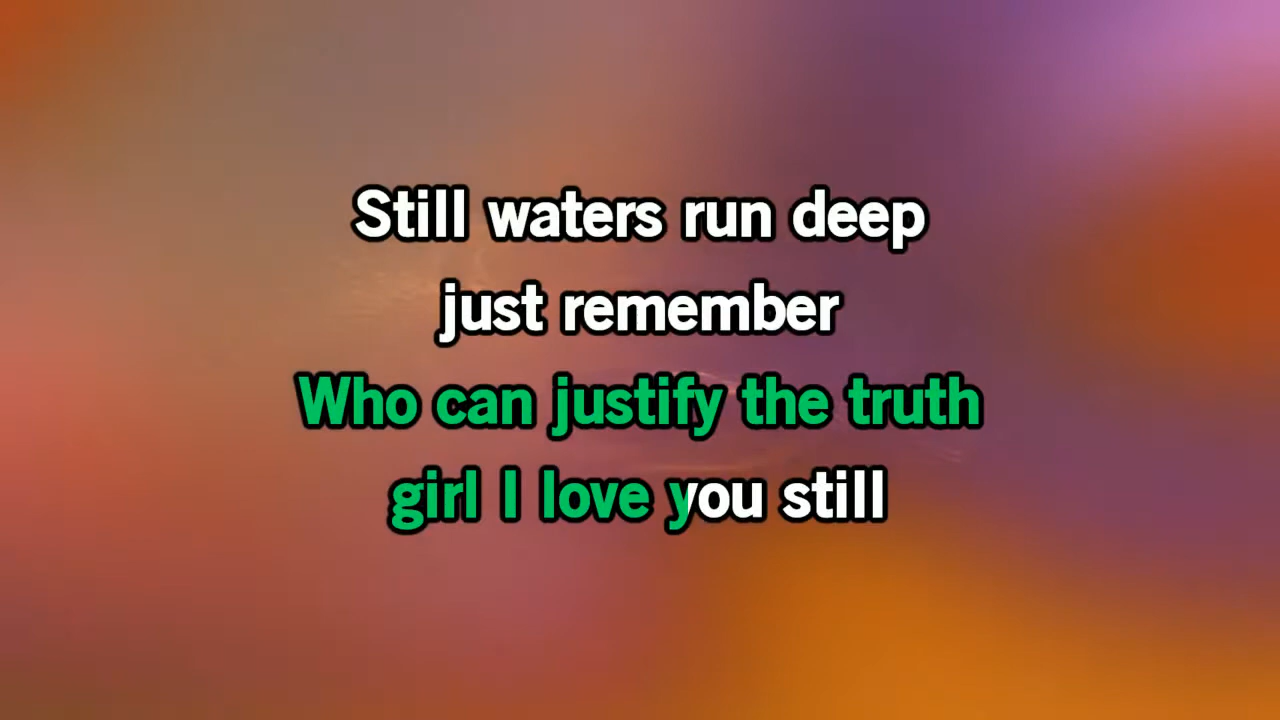 Still waters run deep
just remember
Who can justify the truth
girl I love you still